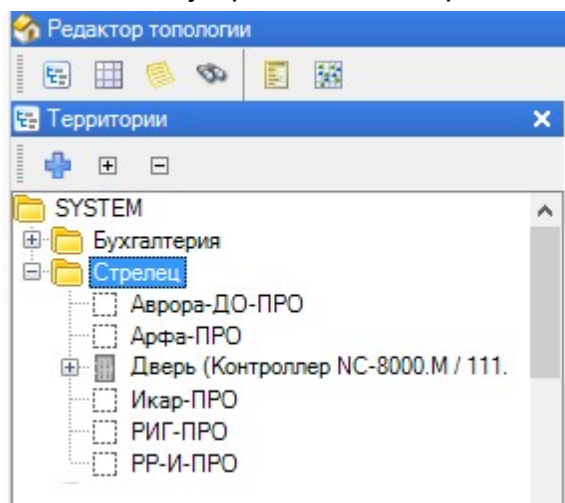 Редактор топологии
Территории
SYSTEM
Бухгалтерия
Стрелец
Аврора-ДО-ПРО
Арфа-ПРО
Дверь (Контроллер NC-8000.M / 111.
Икар-ПРО
РИГ-ПРО
РР-И-ПРО